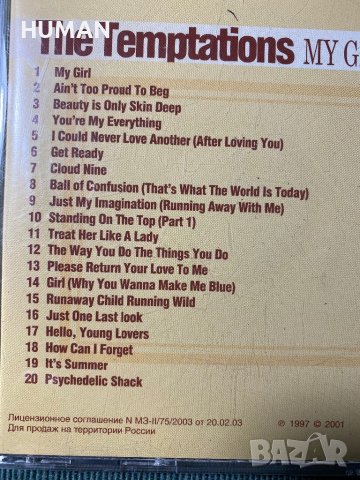 HUMAN
The Temptations MY G
1 My Girl
2 Ain't Too Proud To Beg
3 Beauty is Only Skin Deep
4 You're My Everything
5 I Could Never Love Another (After Loving You)
6 Get Ready
7 Cloud Nine
8 Ball of Confusion (That's What The World Is Today)
9 Just My Imagination (Running Away With Me)
10 Standing On The Top (Part 1)
11 Treat Her Like A Lady
12 The Way You Do The Things You Do
13 Please Return Your Love To Me
14 Girl (Why You Wanna Make Me Blue)
15 Runaway Child Running Wild
16 Just One Last look
17 Hello, Young Lovers
18 How Can I Forget
19 It's Summer
20 Psychedelic Shack
Лицензионное соглашение N МЭ-II/75/2003 от 20.02.03
Для продаж на территории России
℗ 1997 © 2001
bazar.bg